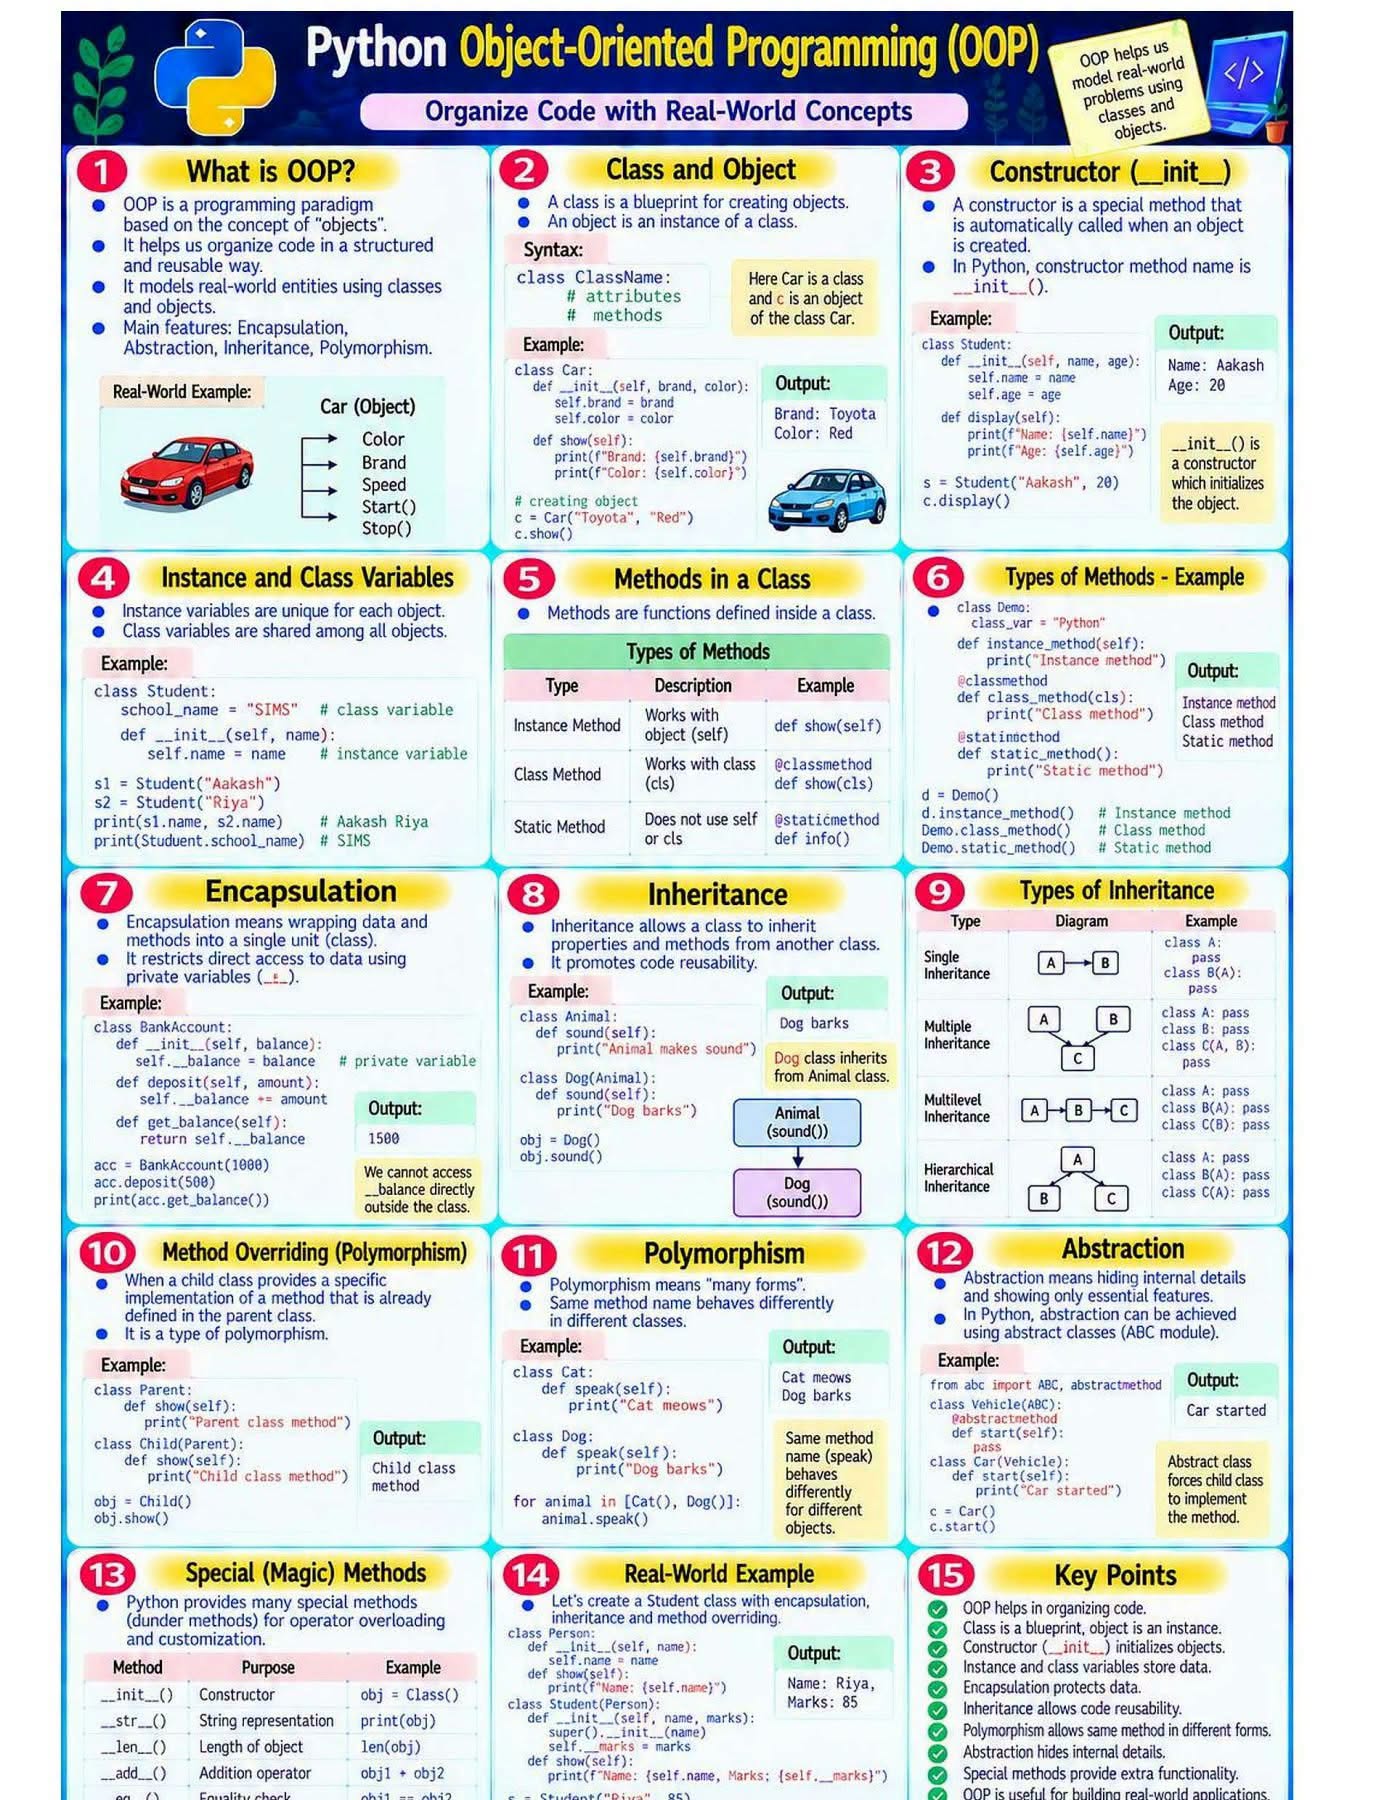 Python Object-Oriented Programming (OOP)
Organize Code with Real-World Concepts
OOP helps us
model real-world
problems using
classes and
objects.
</>
1
What is OOP?
OOP is a programming paradigm
based on the concept of "objects".
It helps us organize code in a structured
and reusable way.
It models real-world entities using classes
and objects.
Main features: Encapsulation,
Abstraction, Inheritance, Polymorphism.
Real-World Example:
Car (Object)
Color
Brand
Speed
Start()
Stop()
2
Class and Object
A class is a blueprint for creating objects.
An object is an instance of a class.
Syntax:
class ClassName:
# attributes
# methods
Here Car is a class
and c is an object
of the class Car.
Example:
class Car:
def __init__(self, brand, color):
self.brand = brand
self.color = color
def show(self):
print(f"Brand: {self.brand}")
print(f"Color: {self.color}")
# creating object
c = Car("Toyota", "Red")
c.show()
Output:
Brand: Toyota
Color: Red
3
Constructor (__init__)
A constructor is a special method that
is automatically called when an object
is created.
In Python, constructor method name is
__init__().
Example:
class Student:
def __init__(self, name, age):
self.name = name
self.age = age
def display(self):
print(f"Name: {self.name}")
print(f"Age: {self.age}")
s = Student("Aakash", 20)
c.display()
Output:
Name: Aakash
Age: 20
__init__() is
a constructor
which initializes
the object.
4
Instance and Class Variables
Instance variables are unique for each object.
Class variables are shared among all objects.
Example:
class Student:
school_name = "SIMS" # class variable
def __init__(self, name):
self.name = name # instance variable
s1 = Student("Aakash")
s2 = Student("Riya")
print(s1.name, s2.name) # Aakash Riya
print(Studuent.school_name) # SIMS
5
Methods in a Class
Methods are functions defined inside a class.
Types of Methods
Type Description Example
Instance Method Works with object (self) def show(self)
Class Method Works with class (cls) @classmethod def show(cls)
Static Method Does not use self or cls @staticmethod def info()
6
Types of Methods - Example
class Demo:
class_var = "Python"
def instance_method(self):
print("Instance method")
@classmethod
def class_method(cls):
print("Class method")
def static_method():
print("Static method")
d = Demo()
d.instance_method() # Instance method
Demo.class_method() # Class method
Demo.static_method() # Static method
Output:
Instance method
Class method
Static method
7
Encapsulation
Encapsulation means wrapping data and
methods into a single unit (class).
It restricts direct access to data using
private variables
Example:
class BankAccount:
def __init__(self, balance):
self.__balance = balance # private variable
def deposit(self, amount):
self.__balance += amount
def get_balance(self):
return self.__balance
acc = BankAccount(1000)
acc.deposit(500)
print(acc.get_balance())
Output:
1500
We cannot access
__balance directly
outside the class.
8
Inheritance
Inheritance allows a class to inherit
properties and methods from another class.
It promotes code reusability.
Example:
class Animal:
def sound(self):
print("Animal makes sound")
class Dog(Animal):
def sound(self):
print("Dog barks")
obj = Dog()
obj.sound()
Output:
Dog barks
Dog class inherits
from Animal class.
Animal
(sound())
Dog
(sound())
9
Types of Inheritance
Type Diagram Example
Single
Inheritance
A B
class A:
pass
class B(A):
pass
Multiple
Inheritance
A B
C
class A: pass
class B: pass
class C(A, B):
pass
Multilevel
Inheritance
A B C
class A: pass
class B(A): pass
class C(B): pass
Hierarchical
Inheritance
A
B C
class A: pass
class B(A): pass
class C(A): pass
10
Method Overriding (Polymorphism)
When a child class provides a specific
implementation of a method that is already
defined in the parent class.
It is a type of polymorphism.
Example:
class Parent:
def show(self):
print("Parent class method")
class Child(Parent):
def show(self):
print("Child class method")
obj = Child()
obj.show()
Output:
Child class
method
11
Polymorphism
Polymorphism means "many forms".
Same method name behaves differently
in different classes.
Example:
class Cat:
def speak(self):
print("Cat meows")
class Dog:
def speak(self):
print("Dog barks")
for animal in [Cat(), Dog()]:
animal.speak()
Output:
Cat meows
Dog barks
Same method
name (speak)
behaves
differently
for different
objects.
12
Abstraction
Abstraction means hiding internal details
and showing only essential features.
In Python, abstraction can be achieved
using abstract classes (ABC module).
Example:
from abc import ABC, abstractmethod
class Vehicle(ABC):
@abstractmethod
def start(self):
pass
class Car(Vehicle):
def start(self):
print("Car started")
c = Car()
c.start()
Output:
Car started
Abstract class
forces child class
to implement
the method.
13
Special (Magic) Methods
Python provides many special methods
(dunder methods) for operator overloading
and customization.
Method Purpose Example
__init__() Constructor obj = Class()
__str__() String representation print(obj)
__len__() Length of object len(obj)
__add__() Addition operator obj1 + obj2
__eq__() Equality check obj1 == obj2
14
Real-World Example
Let's create a Student class with encapsulation,
inheritance and method overriding.
class Person:
def __init__(self, name):
self.name = name
def show(self):
print(f"Name: {self.name}")
class Student(Person):
def __init__(self, name, marks):
super().__init__(name)
self.__marks = marks
def show(self):
print(f"Name: {self.name, Marks; {self.__marks}")
s = Student("Riya", 85)
Output:
Name: Riya,
Marks: 85
15
Key Points
OOP helps in organizing code.
Class is a blueprint, object is an instance.
Constructor (__init__) initializes objects.
Instance and class variables store data.
Encapsulation protects data.
Inheritance allows code reusability.
Polymorphism allows same method in different forms.
Abstraction hides internal details.
Special methods provide extra functionality.
OOP is useful for building real-world applications.